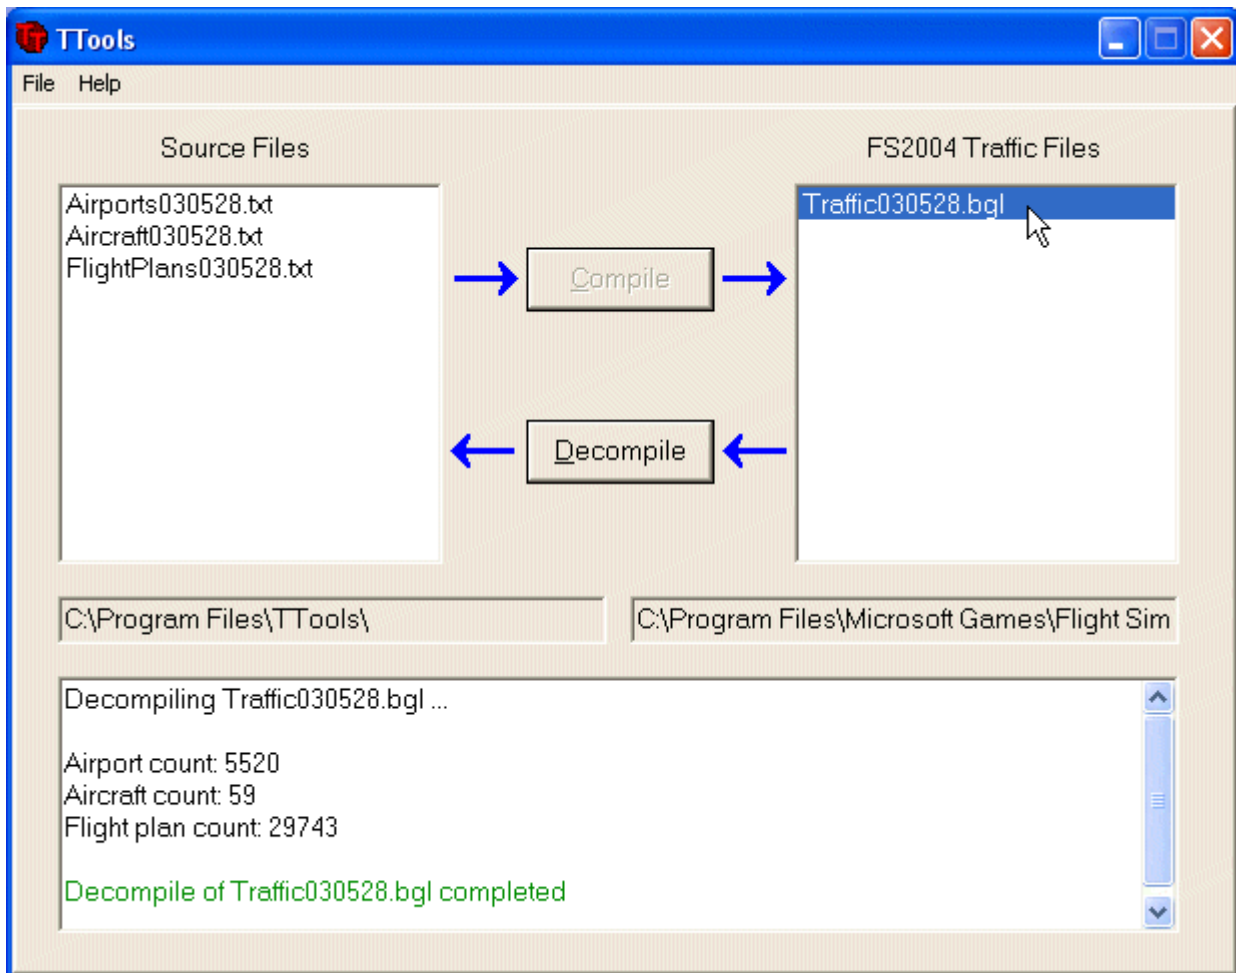 TTools
File Help
Source Files
FS2004 Traffic Files
Airports030528.txt
Aircraft030528.txt
FlightPlans030528.txt
Traffic030528.bgl
Compile
Decompile
C:\Program Files\TTools\
C:\Program Files\Microsoft Games\Flight Sim
Decompiling Traffic030528.bgl ...
Airport count: 5520
Aircraft count: 59
Flight plan count: 29743
Decompile of Traffic030528.bgl completed